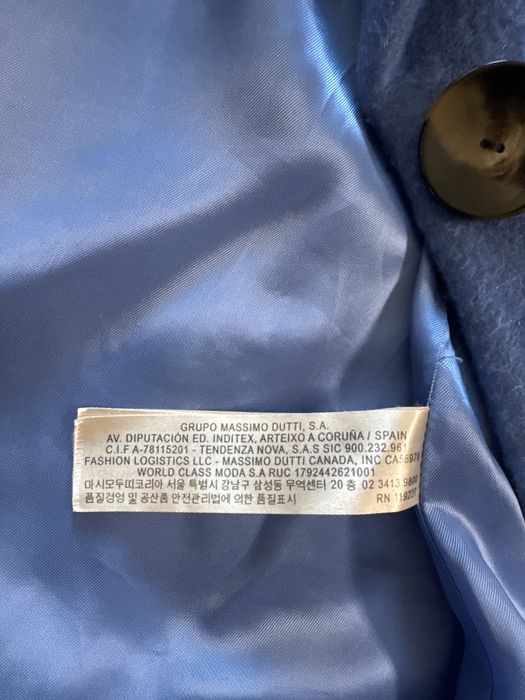 GRUPO MASSIMO DUTTI, S.A.
AV. DIPUTACIÓN ED. INDITEX, ARTEIXO A CORUÑA / SPAIN
C.I.F A-78115201 - TENDENZA NOVA, S.A.S SIC 900.232.961
FASHION LOGISTICS LLC - MASSIMO DUTTI CANADA, INC CA56976
WORLD CLASS MODA S.A RUC 1792442621001
마시모두띠코리아 서울 특별시 강남구 삼성동 무역센터 20 층 02 3413 9800
품질경영 및 공산품 안전관리법에 의한 품질표시
RN 119227